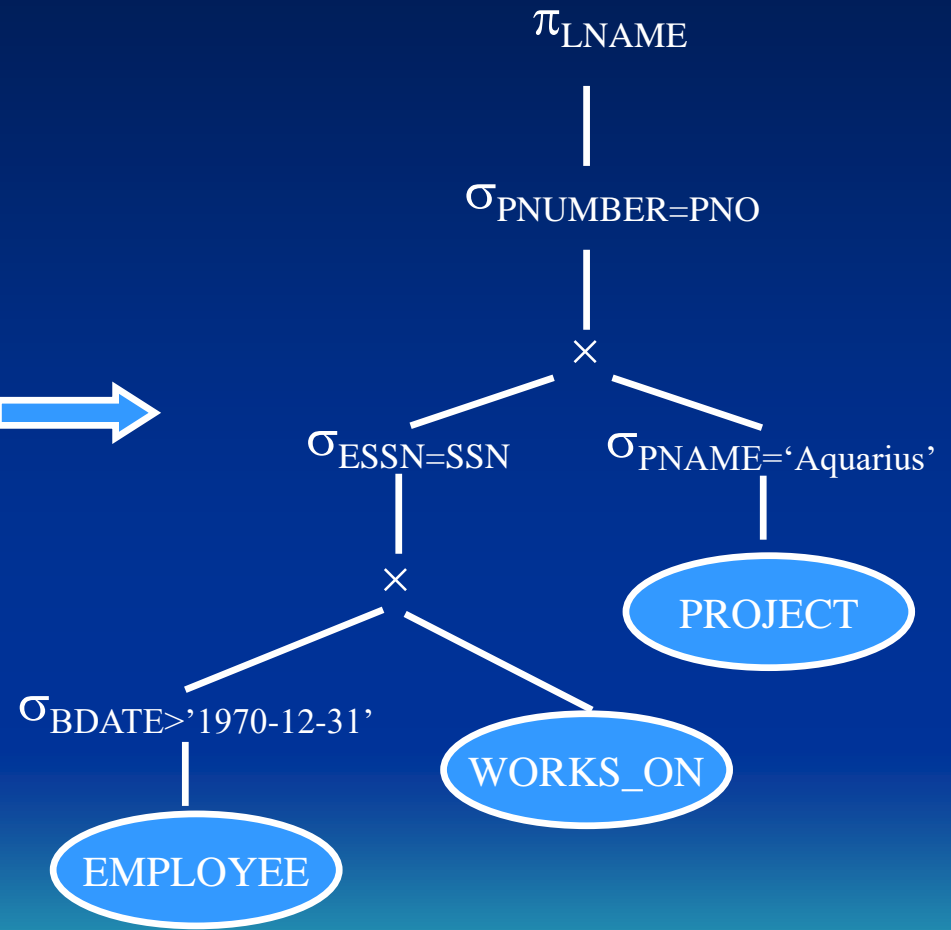 πLNAME
σPNUMBER=PNO
×
σESSN=SSN σPNAME=‘Aquarius’
×
PROJECT
σBDATE>’1970-12-31’
WORKS_ON
EMPLOYEE